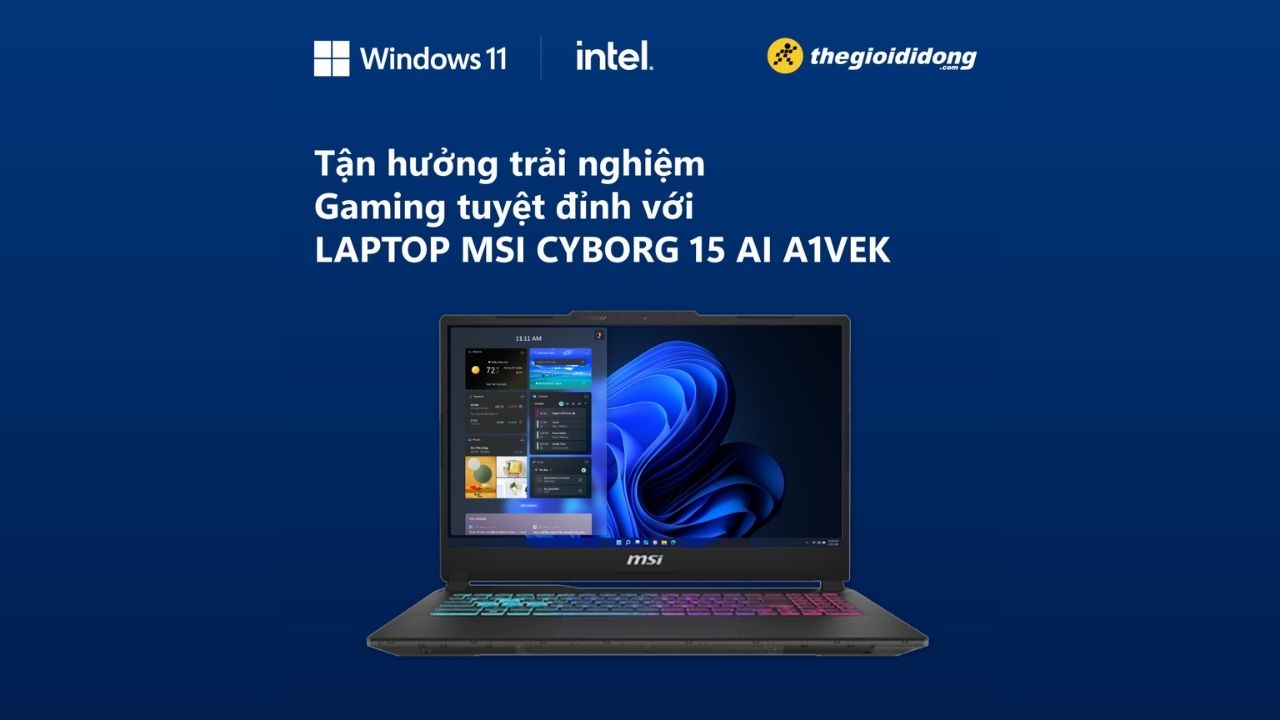 Windows 11
intel.
thegioididong
.com
Tận hưởng trải nghiệm
Gaming tuyệt đỉnh với
LAPTOP MSI CYBORG 15 AI A1VEK
11:11 AM
72
msi